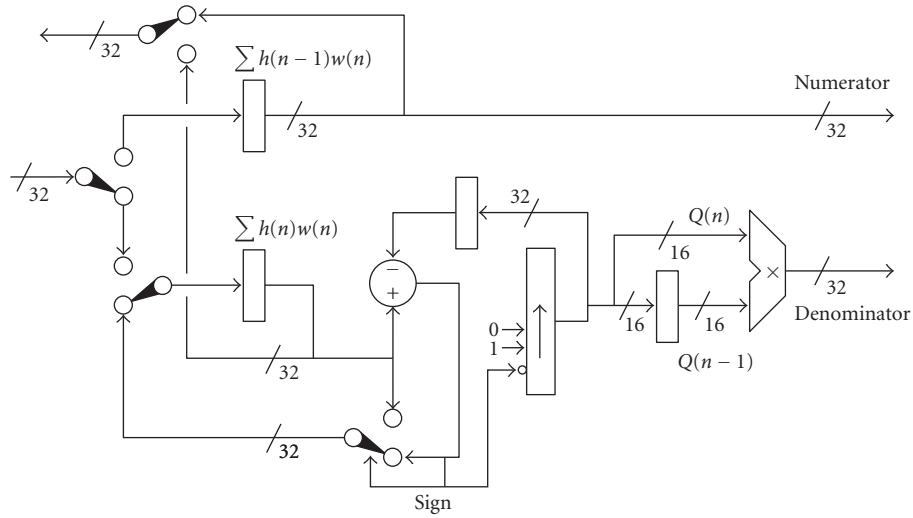 32
∑ h(n − 1)w(n)
32
Numerator
32
32
32
Q(n)
∑ h(n)w(n)
16
−
×
+
32
0
16
16
Denominator
1
Q(n − 1)
32
32
Sign